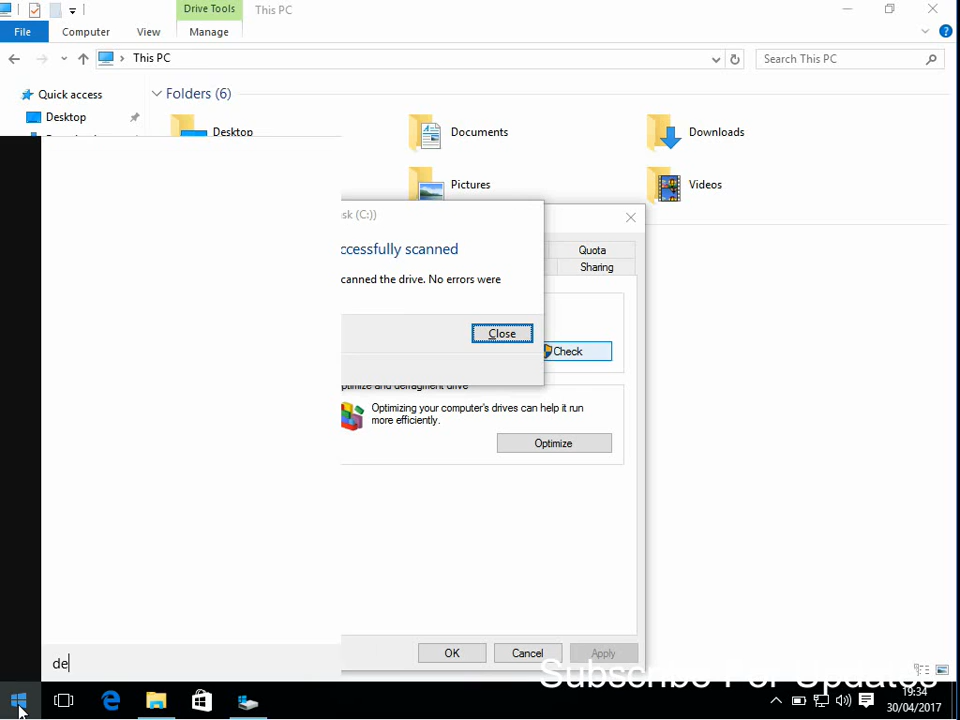 Drive Tools
This PC
File
Computer
View
Manage
This PC
Search This PC
Quick access
Folders (6)
Desktop
Desktop
Documents
Downloads
Pictures
Videos
sk (C:))
ccessfully scanned
Quota
Sharing
canned the drive. No errors were
Close
Check
ptimize and defragment drive
Optimizing your computer's drives can help it run
more efficiently.
Optimize
OK
Cancel
Apply
de
Subscribe For Updates
19:34
30/04/2017